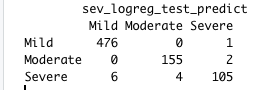 sev_logreg_test_predict
Mild Moderate Severe
Mild 476 0 1
Moderate 0 155 2
Severe 6 4 105